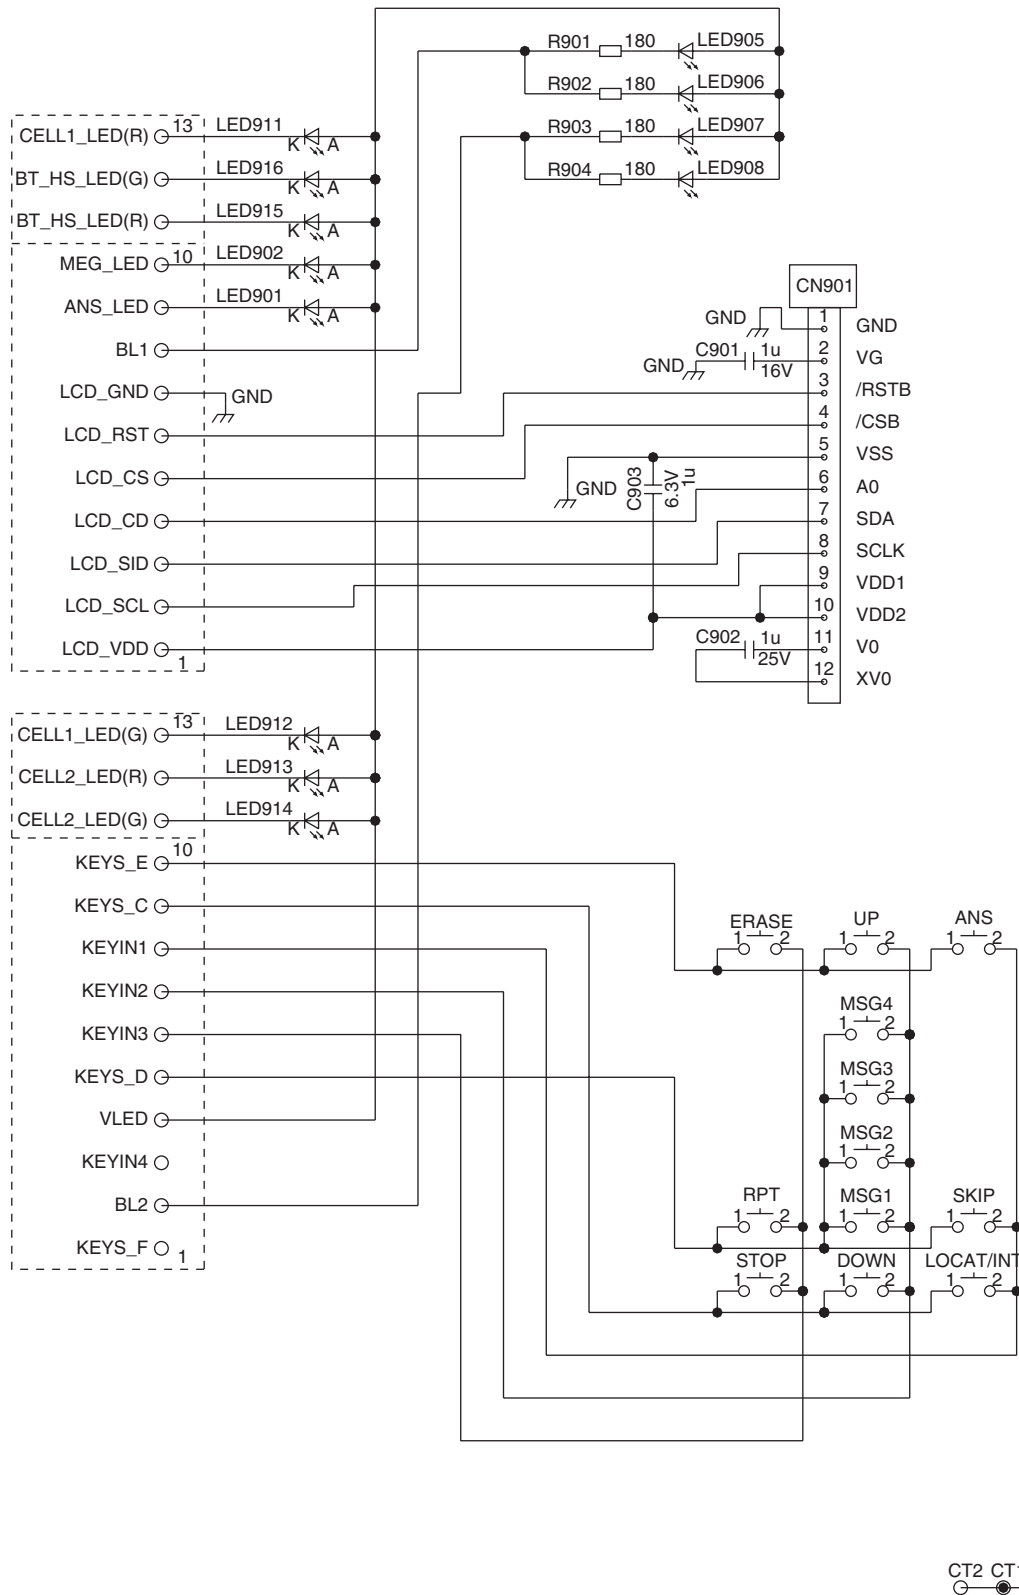 R901 180 LED905
R902 180 LED906
R903 180 LED907
R904 180 LED908
CELL1_LED(R) 13 LED911 K A
BT_HS_LED(G) LED916 K A
BT_HS_LED(R) LED915 K A
MEG_LED 10 LED902 K A
ANS_LED LED901 K A
BL1
LCD_GND GND
LCD_RST
LCD_CS
LCD_CD
LCD_SID
LCD_SCL
LCD_VDD 1
CN901
GND 1 GND
GND C901 1u 16V 2 VG
3 /RSTB
4 /CSB
5 VSS
GND C903 6.3V 1u
6 A0
7 SDA
8 SCLK
9 VDD1
10 VDD2
C902 1u 25V 11 V0
12 XV0
CELL1_LED(G) 13 LED912 K A
CELL2_LED(R) LED913 K A
CELL2_LED(G) LED914 K A
KEYS_E 10
KEYS_C
KEYIN1
KEYIN2
KEYIN3
KEYS_D
VLED
KEYIN4
BL2
KEYS_F 1
ERASE UP ANS
1 2 1 2 1 2
MSG4
1 2
MSG3
1 2
MSG2
1 2
RPT MSG1 SKIP
1 2 1 2 1 2
STOP DOWN LOCAT/INT
1 2 1 2 1 2
CT2 CT1